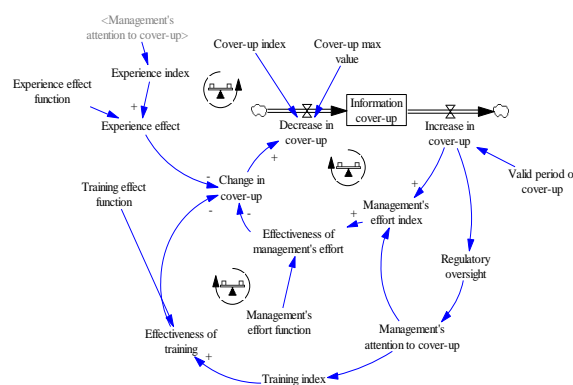 <Management's
attention to cover-up>
Cover-up index
Cover-up max
value
Experience index
Experience effect
function
Information
cover-up
+
Experience effect
Decrease in
cover-up
Increase in
cover-up
+
-
Change in
cover-up
Valid period o
cover-up
Training effect
function
-
-
+
+
Management's
effort index
Effectiveness of
management's effort
Regulatory
oversight
Management's
effort function
Effectiveness of
training
Management's
attention to cover-up
+
Training index